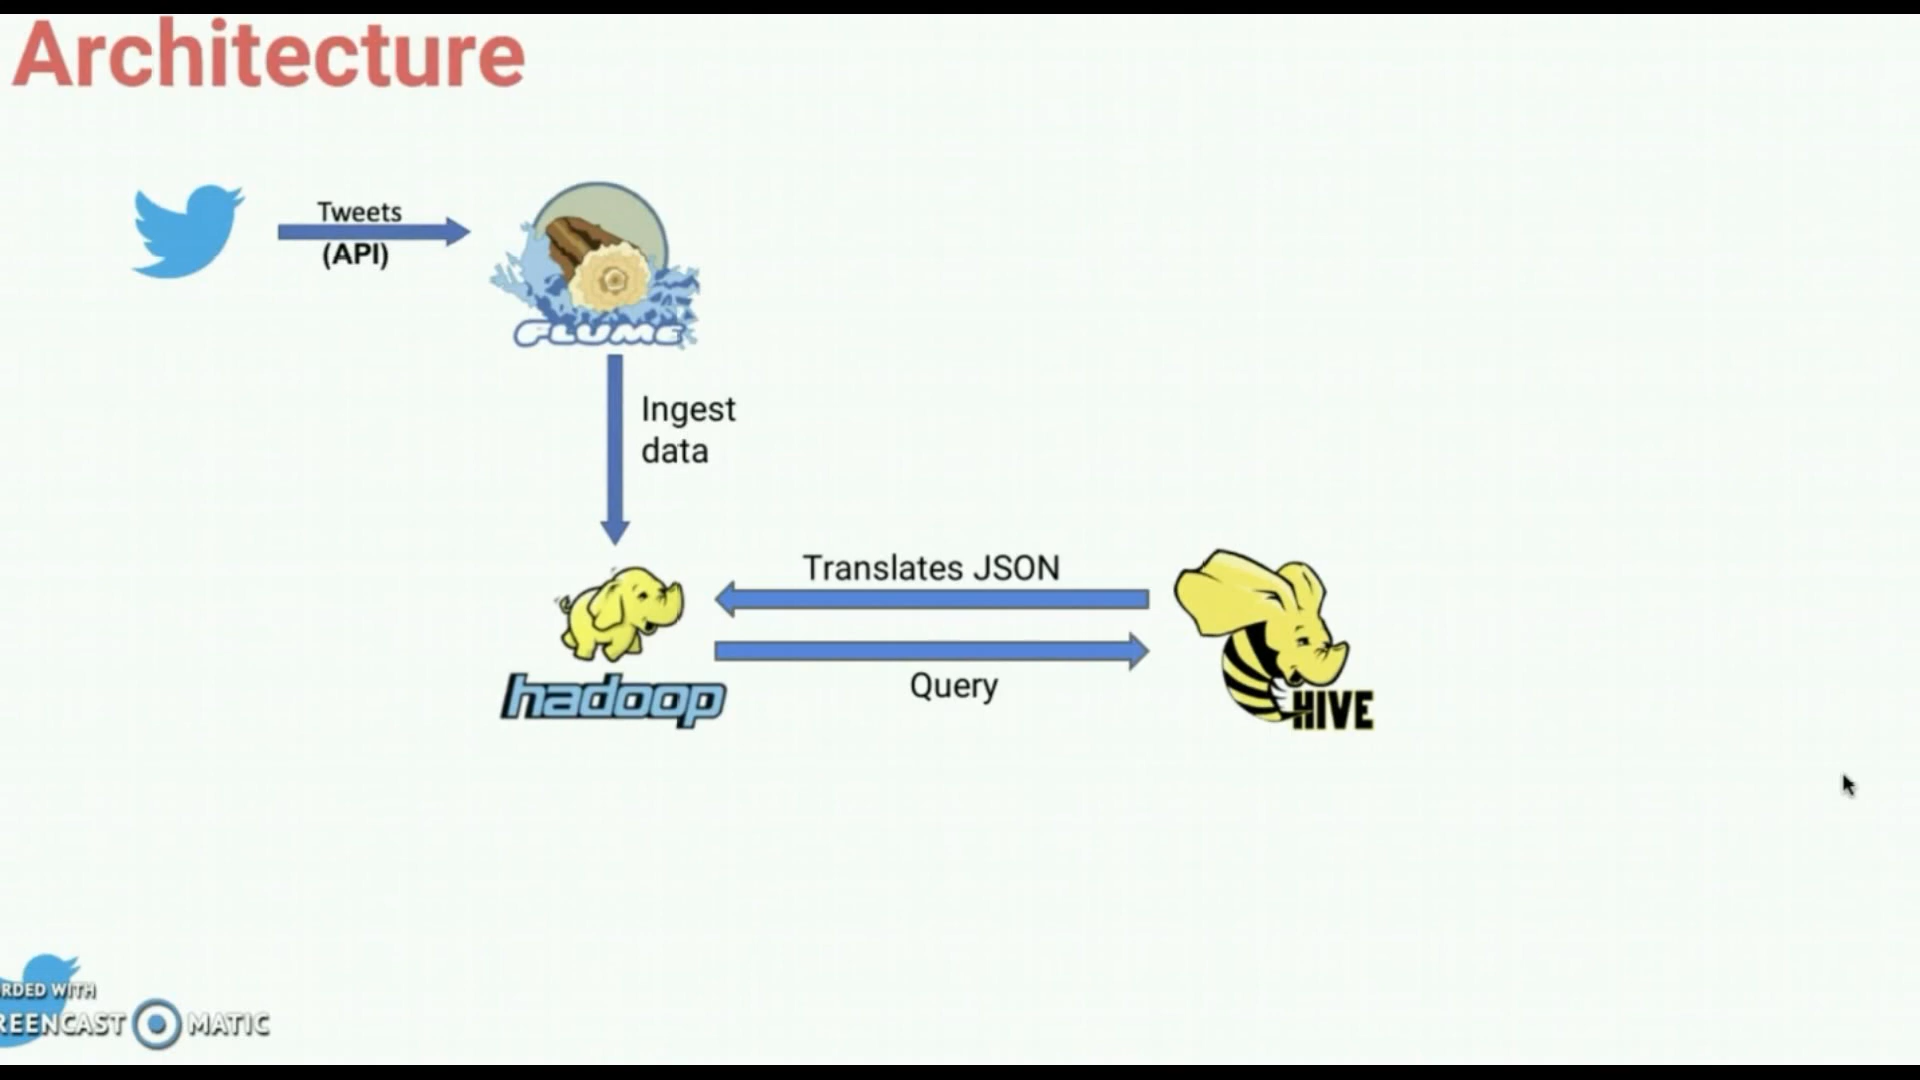 Architecture
Tweets
(API)
FLUME
Ingest
data
Translates JSON
Query
hadoop
HIVE
RDED WITH
REENCAST MATIC